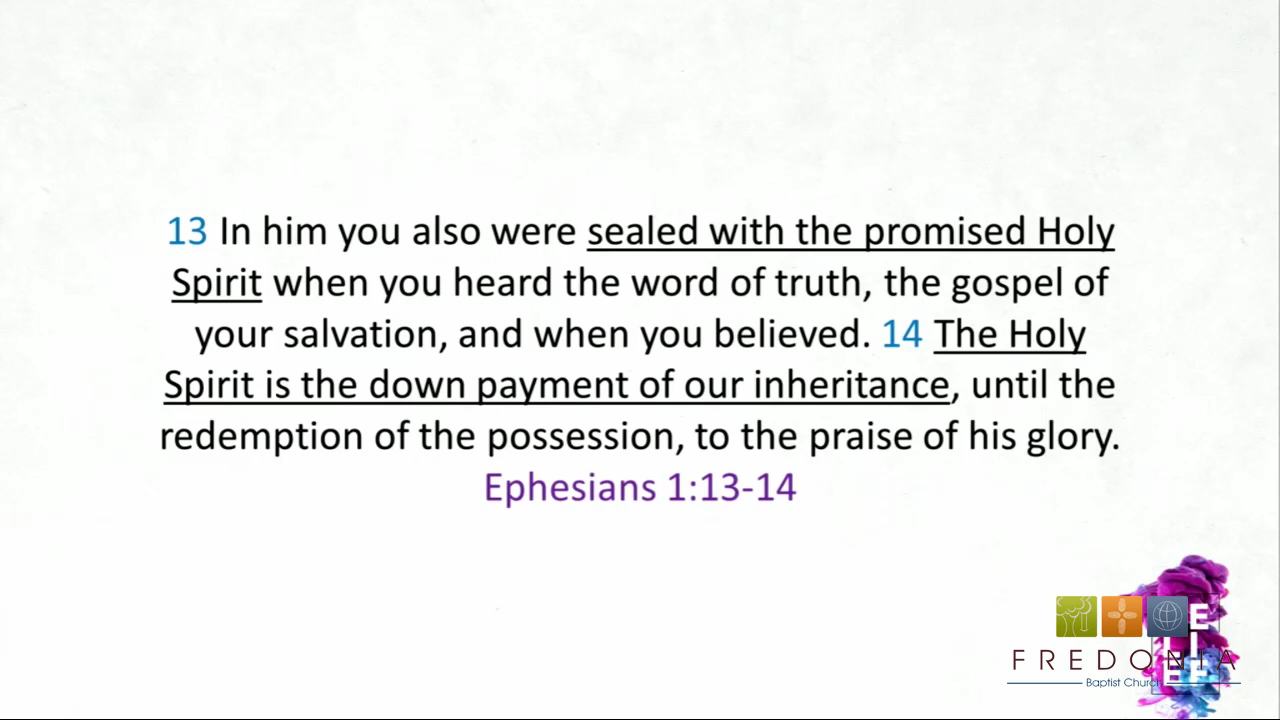 13 In him you also were sealed with the promised Holy
Spirit when you heard the word of truth, the gospel of
your salvation, and when you believed. 14 The Holy
Spirit is the down payment of our inheritance, until the
redemption of the possession, to the praise of his glory.
Ephesians 1:13-14
FREDONIA
Baptist Church